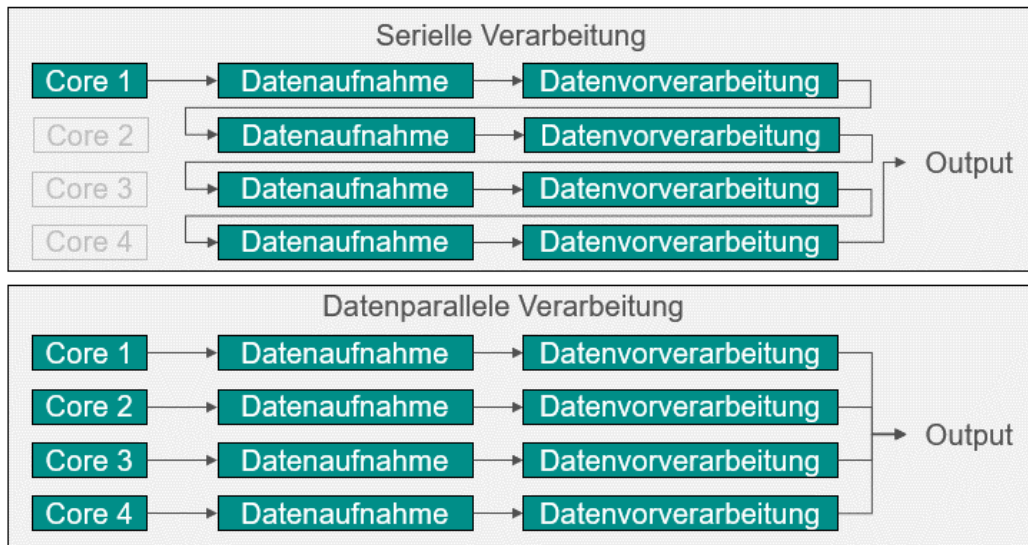 Serielle Verarbeitung
Core 1 Datenaufnahme Datenvorverarbeitung
Core 2 Datenaufnahme Datenvorverarbeitung
Output
Core 3 Datenaufnahme Datenvorverarbeitung
Core 4 Datenaufnahme Datenvorverarbeitung
Datenparallele Verarbeitung
Core 1 Datenaufnahme Datenvorverarbeitung
Core 2 Datenaufnahme Datenvorverarbeitung
Output
Core 3 Datenaufnahme Datenvorverarbeitung
Core 4 Datenaufnahme Datenvorverarbeitung